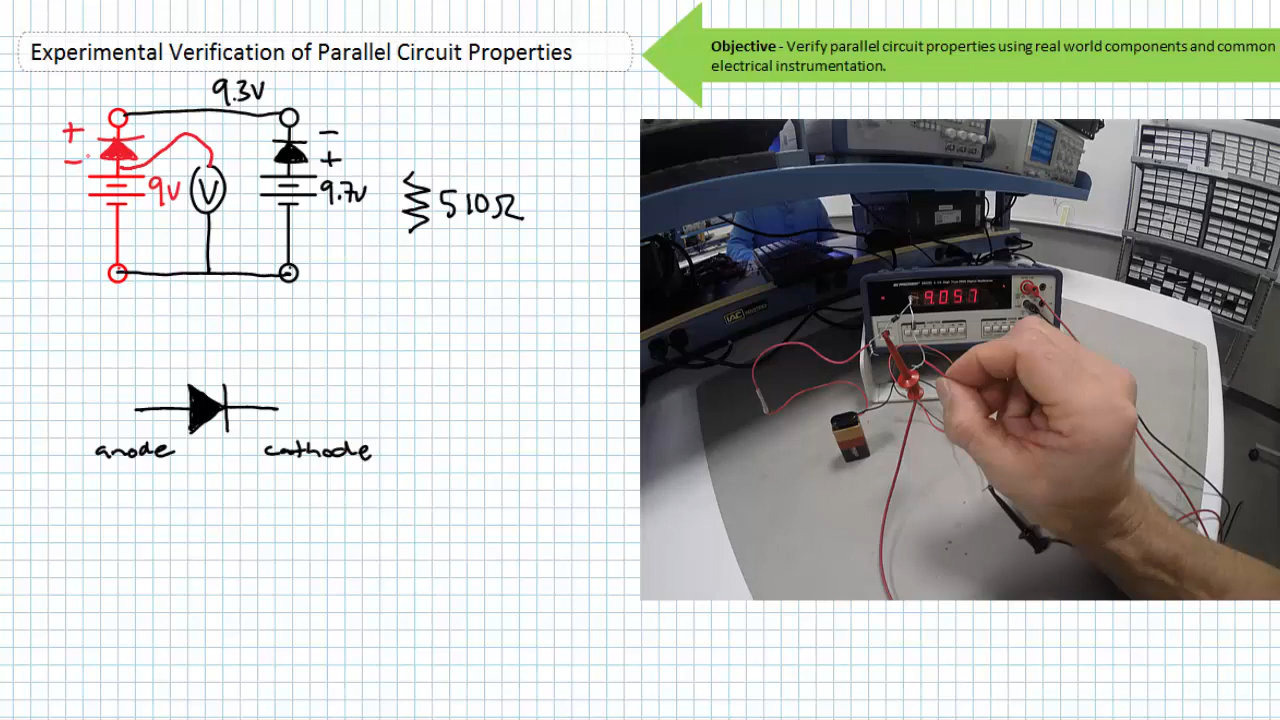 Experimental Verification of Parallel Circuit Properties
Objective - Verify parallel circuit properties using real world components and common
electrical instrumentation.
9.3V
+
-
-
+
9V
V
9.7V
510Ω
9.057
IAC
anode
cathode